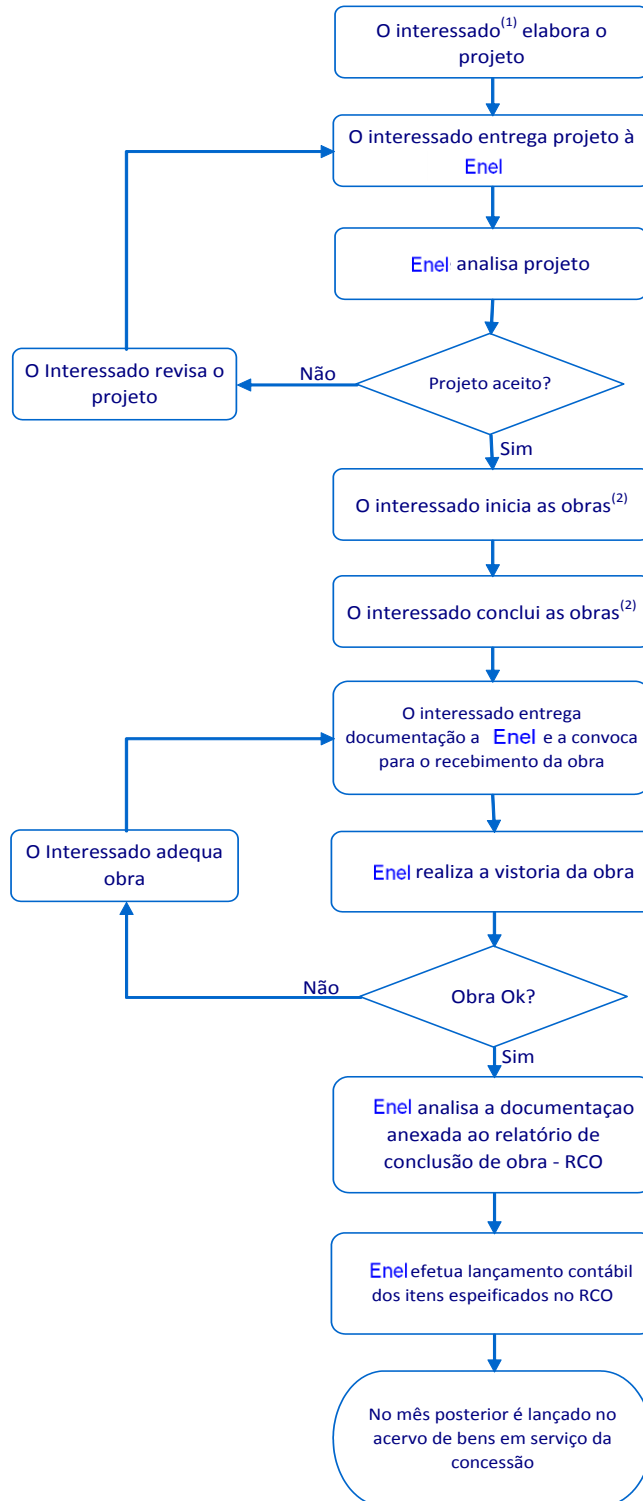 O interessado(1) elabora o
projeto
O interessado entrega projeto à
Enel
Enel analisa projeto
O Interessado revisa o
projeto
Não
Projeto aceito?
Sim
O interessado inicia as obras(2)
O interessado conclui as obras(2)
O interessado entrega
documentação a Enel e a convoca
para o recebimento da obra
O Interessado adequa
obra
Enel realiza a vistoria da obra
Não
Obra Ok?
Sim
Enel analisa a documentaçao
anexada ao relatório de
conclusão de obra - RCO
Enel efetua lançamento contábil
dos itens espeificados no RCO
No mês posterior é lançado no
acervo de bens em serviço da
concessão